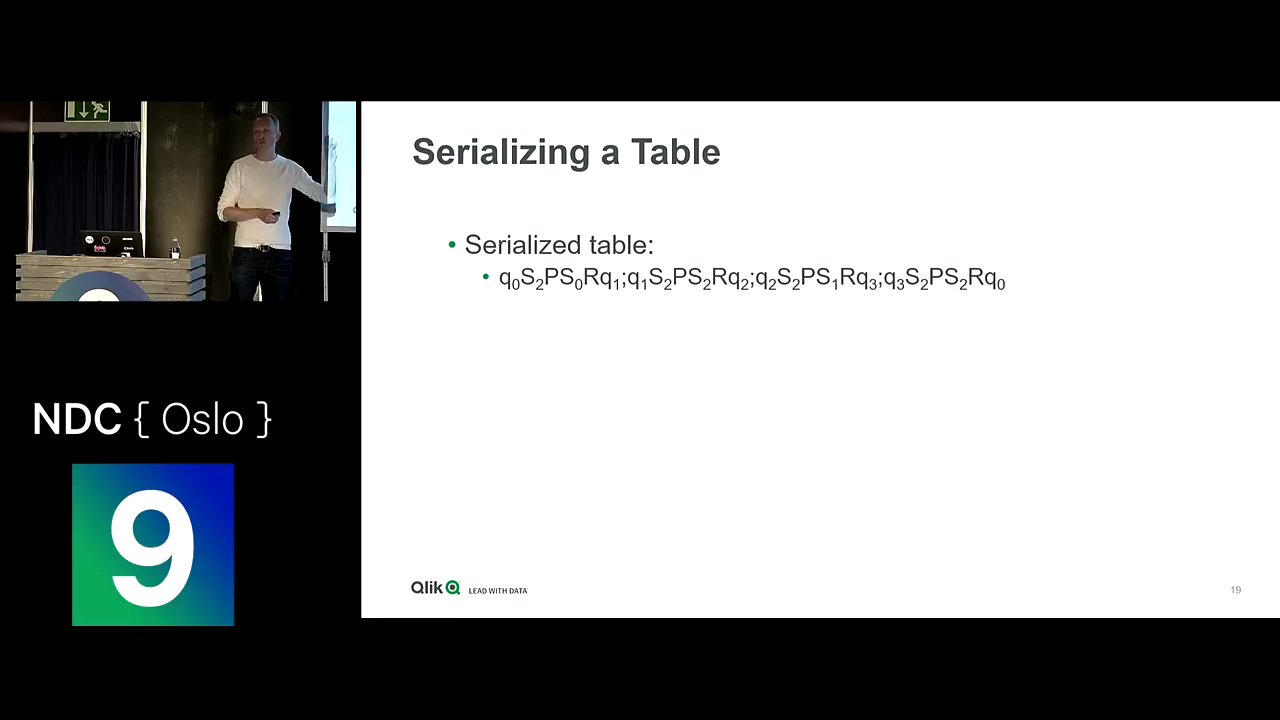 Serializing a Table
• Serialized table:
• q₀S₂PS₀Rq₁;q₁S₂PS₂Rq₂;q₂S₂PS₁Rq₃;q₃S₂PS₂Rq₀
NDC { Oslo }
9
Qlik LEAD WITH DATA
19